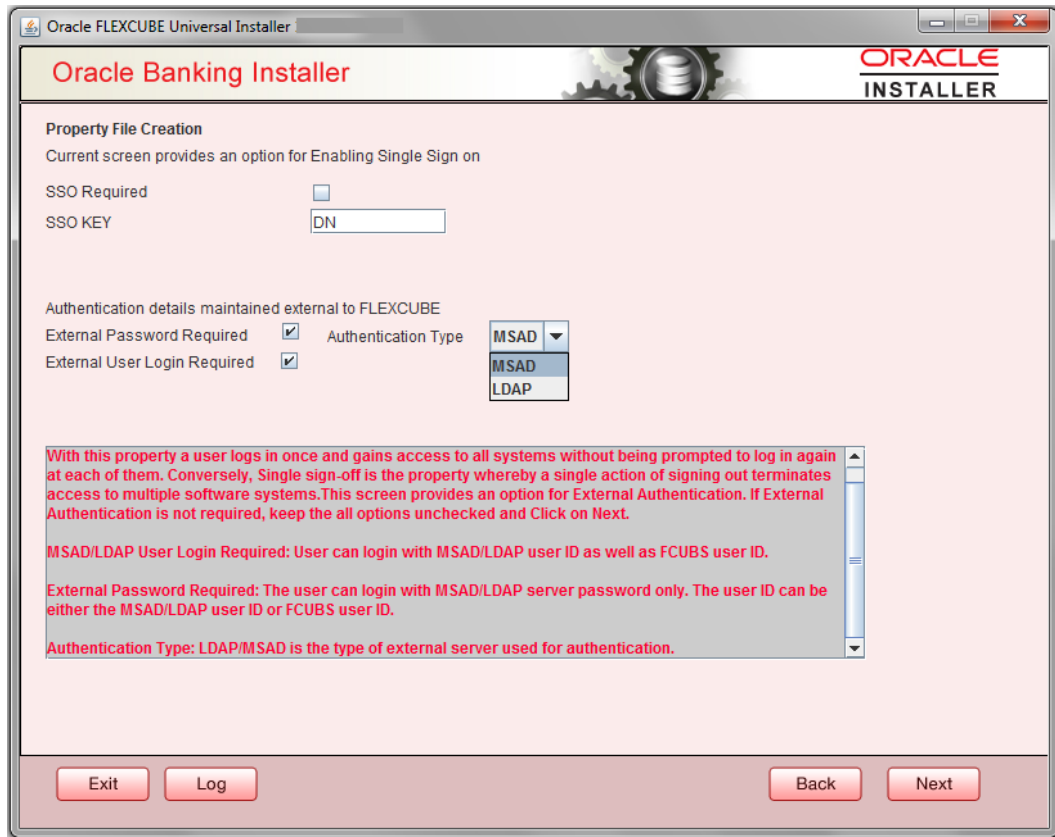 Oracle FLEXCUBE Universal Installer
Oracle Banking Installer
ORACLE
INSTALLER
Property File Creation
Current screen provides an option for Enabling Single Sign on
SSO Required
SSO KEY DN
Authentication details maintained external to FLEXCUBE
External Password Required Authentication Type MSAD
External User Login Required
MSAD
LDAP
With this property a user logs in once and gains access to all systems without being prompted to log in again
at each of them. Conversely, Single sign-off is the property whereby a single action of signing out terminates
access to multiple software systems.This screen provides an option for External Authentication. If External
Authentication is not required, keep the all options unchecked and Click on Next.
MSAD/LDAP User Login Required: User can login with MSAD/LDAP user ID as well as FCUBS user ID.
External Password Required: The user can login with MSAD/LDAP server password only. The user ID can be
either the MSAD/LDAP user ID or FCUBS user ID.
Authentication Type: LDAP/MSAD is the type of external server used for authentication.
Exit Log Back Next